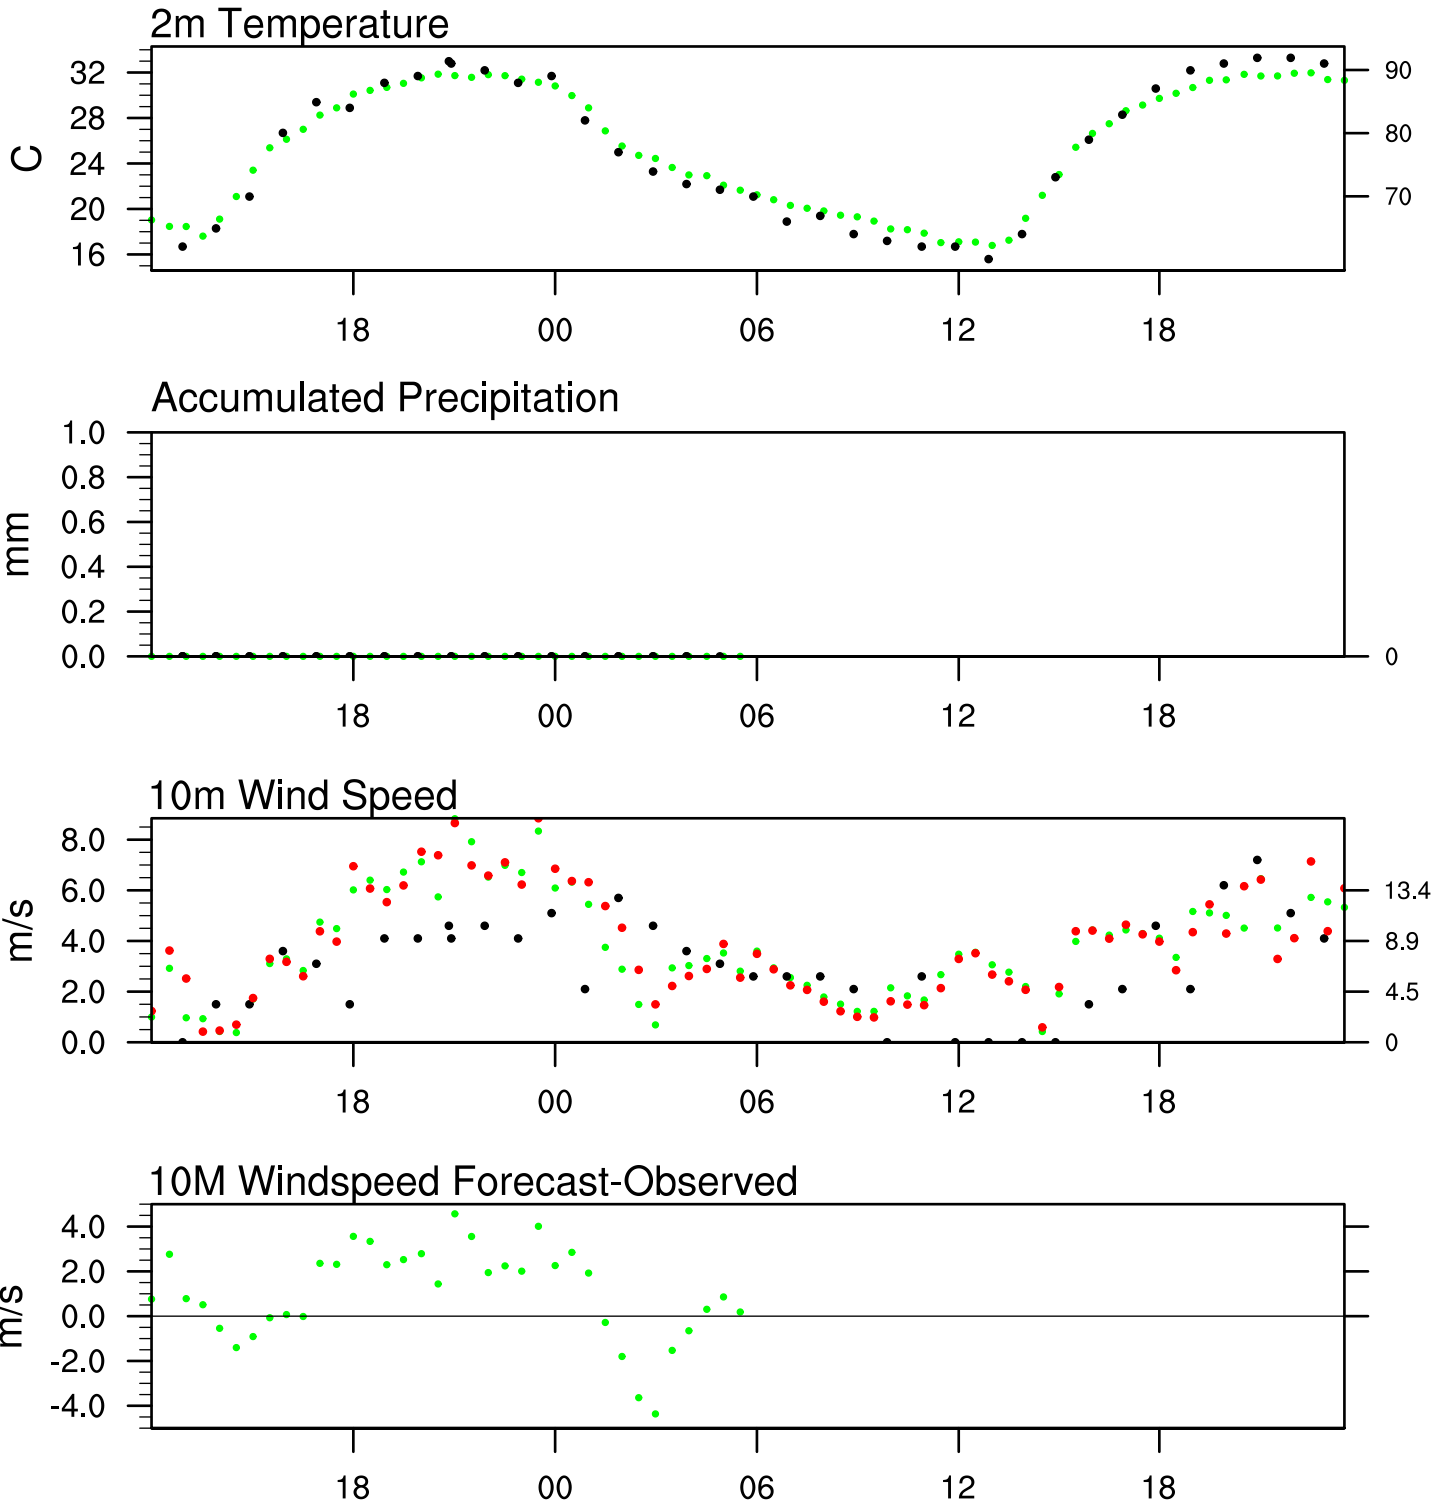 2m Temperature
32
28
24
20
16
C
90
80
70
18 00 06 12 18
Accumulated Precipitation
1.0
0.8
0.6
0.4
0.2
0.0
mm
0
18 00 06 12 18
10m Wind Speed
8.0
6.0
4.0
2.0
0.0
m/s
13.4
8.9
4.5
0
18 00 06 12 18
10M Windspeed Forecast-Observed
4.0
2.0
0.0
-2.0
-4.0
m/s
18 00 06 12 18